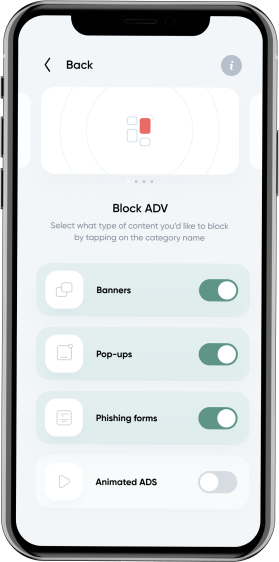 Back
i
Block ADV
Select what type of content you'd like to block
by tapping on the category name
Banners
Pop-ups
Phishing forms
Animated ADS